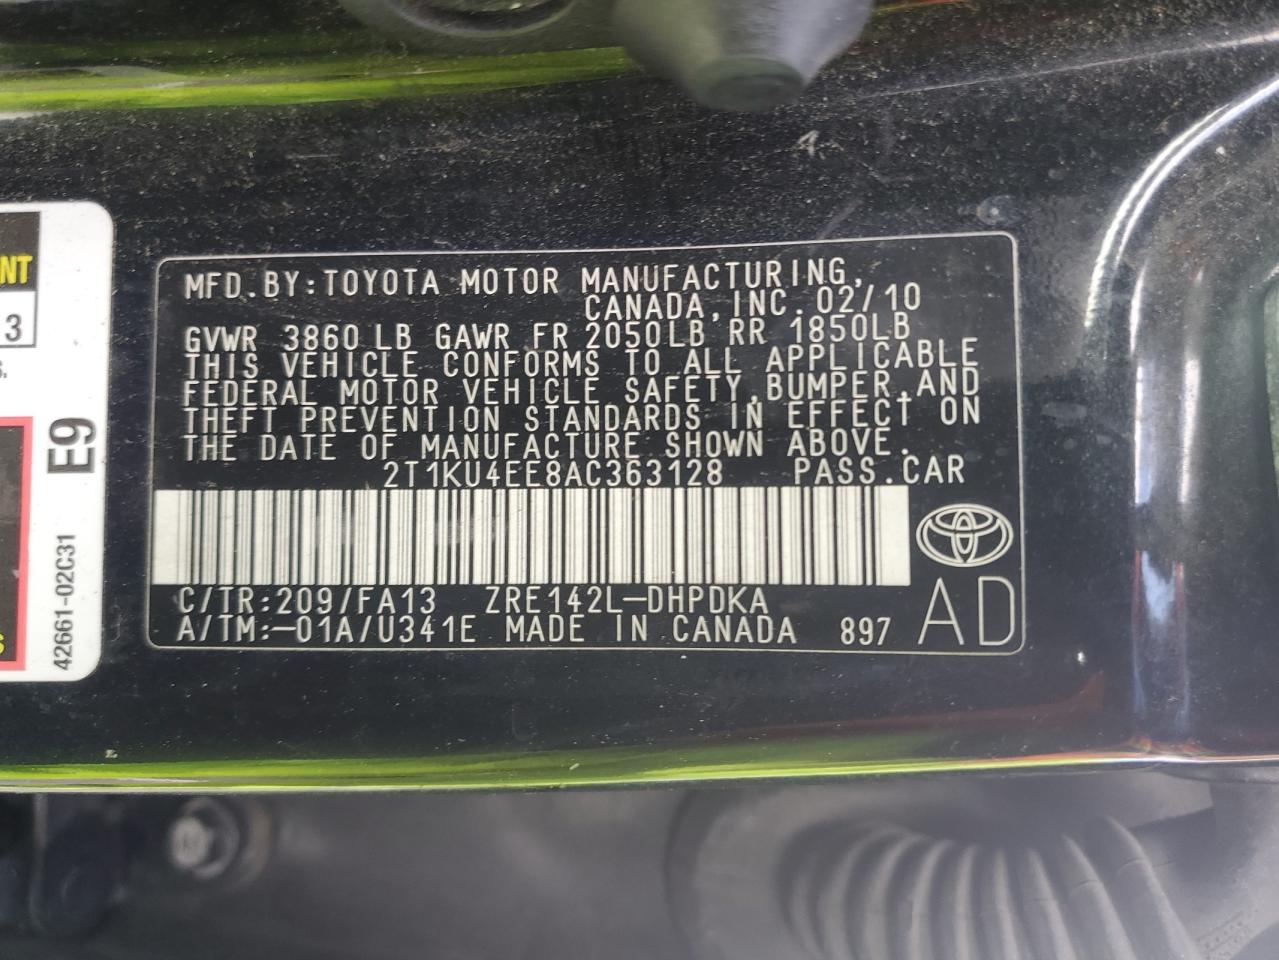 NT
3
S.
E9
42661-02C31
S
MFD.BY:TOYOTA MOTOR MANUFACTURING,
CANADA,INC.02/10
GVWR 3860LB GAWR FR 2050LB RR 1850LB
THIS VEHICLE CONFORMS TO ALL APPLICABLE
FEDERAL MOTOR VEHICLE SAFETY,BUMPER,AND
THEFT PREVENTION STANDARDS IN EFFECT ON
THE DATE OF MANUFACTURE SHOWN ABOVE.
2T1KU4EE8AC363128 PASS.CAR
C/TR:209/FA13 ZRE142L-DHPDKA
A/TM:-01A/U341E MADE IN CANADA 897
AD